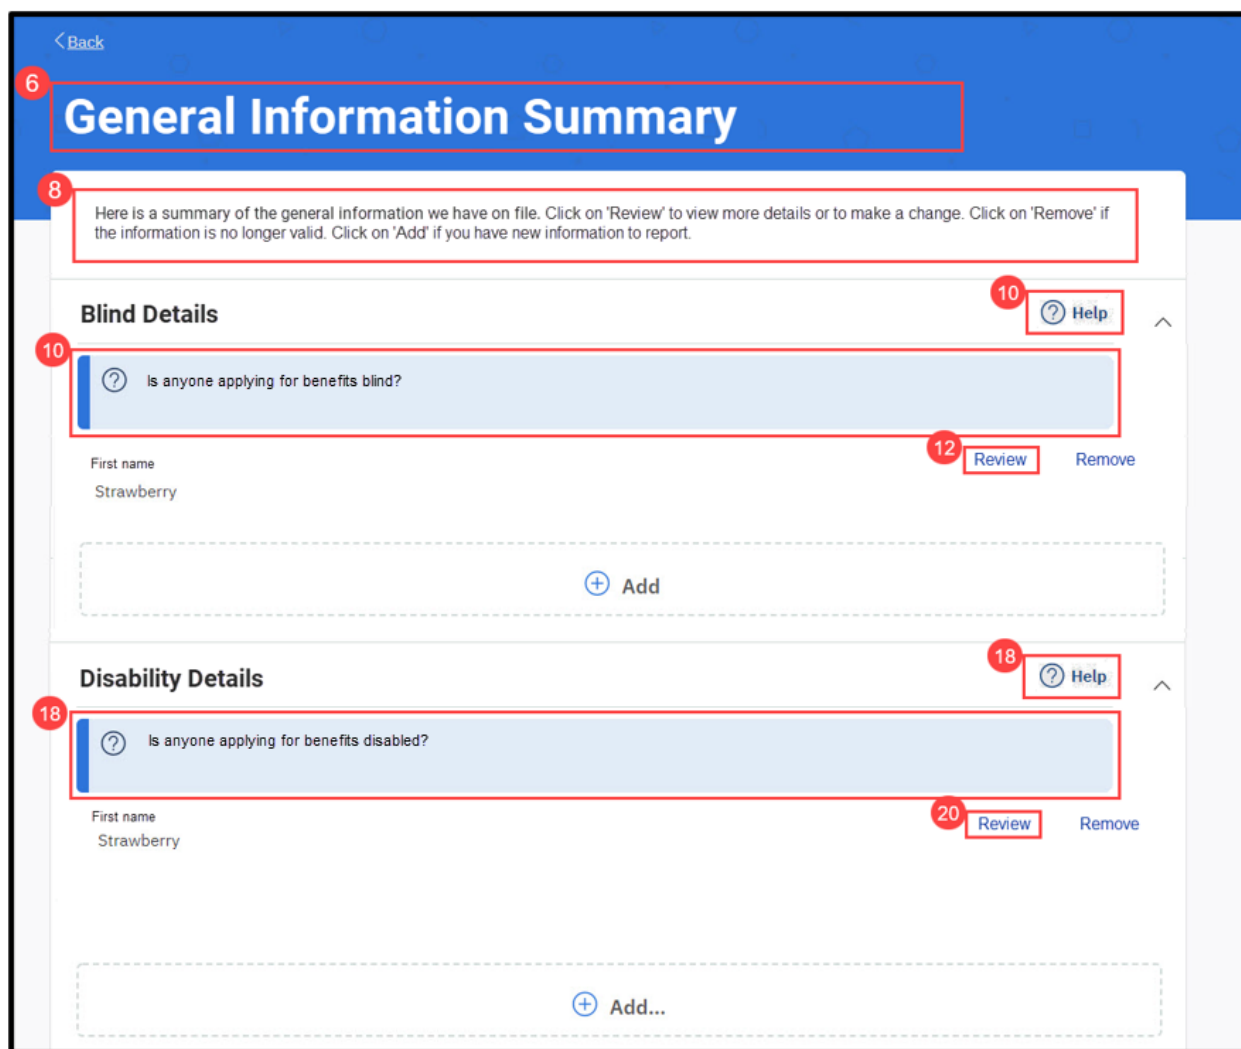 Back
6
General Information Summary
8
Here is a summary of the general information we have on file. Click on 'Review' to view more details or to make a change. Click on 'Remove' if
the information is no longer valid. Click on 'Add' if you have new information to report.
Blind Details
10
Help
10
Is anyone applying for benefits blind?
First name
12
Review
Remove
Strawberry
Add
Disability Details
18
Help
18
Is anyone applying for benefits disabled?
First name
20
Review
Remove
Strawberry
Add...